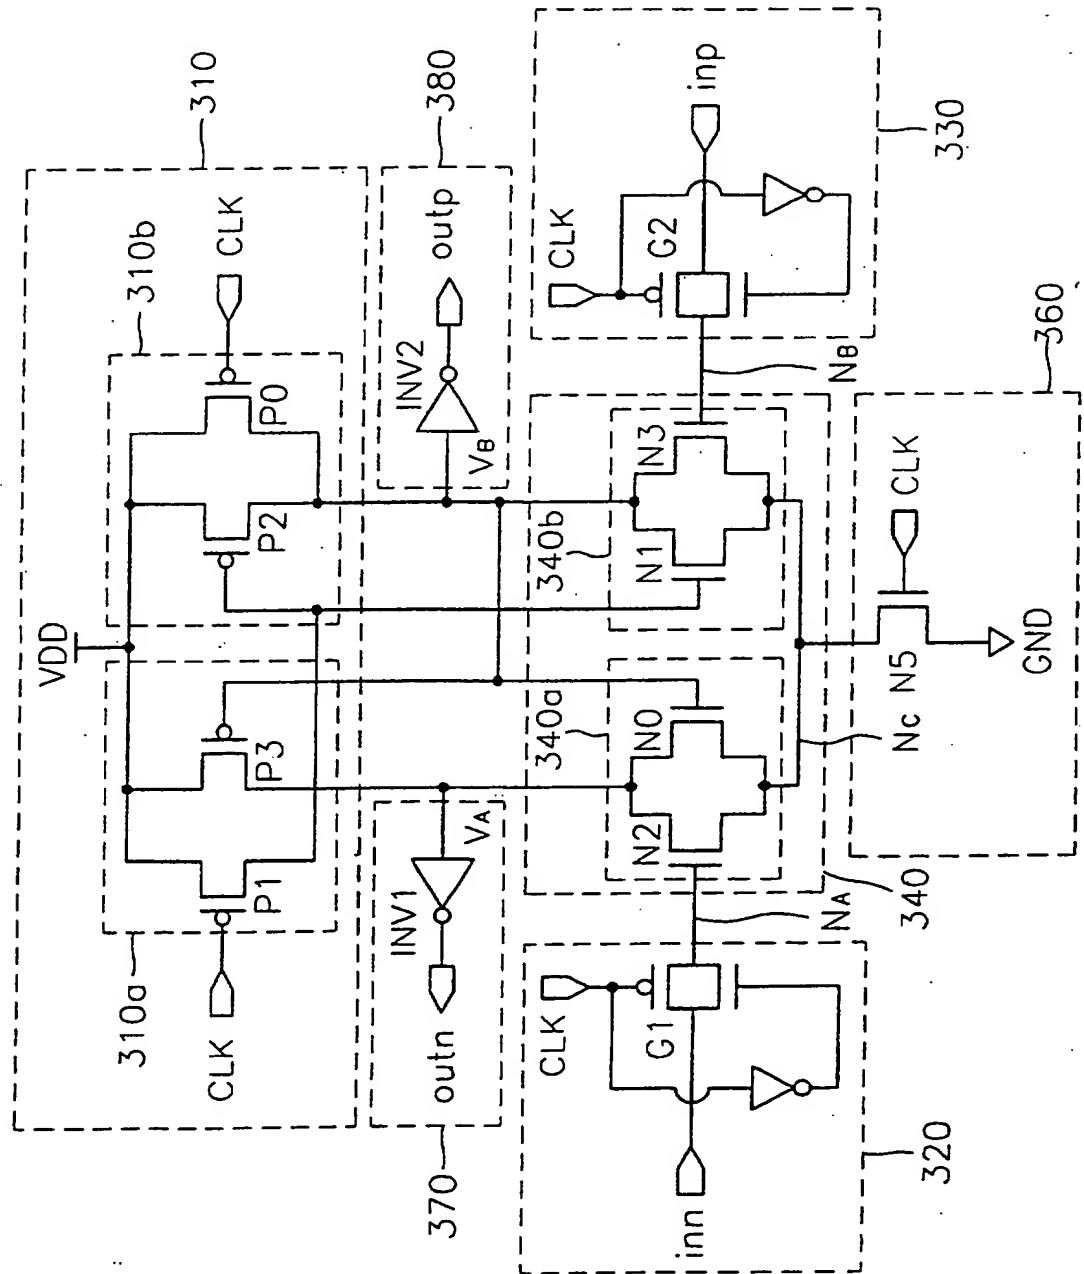 310
380
330
360
310b
CLK
outp
inp
CLK
G2
INV2
VB
NB
P0
P2
N3
N1
340b
CLK
VDD
GND
N5
NC
340a
N0
N2
P3
P1
VA
INV1
NA
340
310a
CLK
outn
370
CLK
G1
inn
320